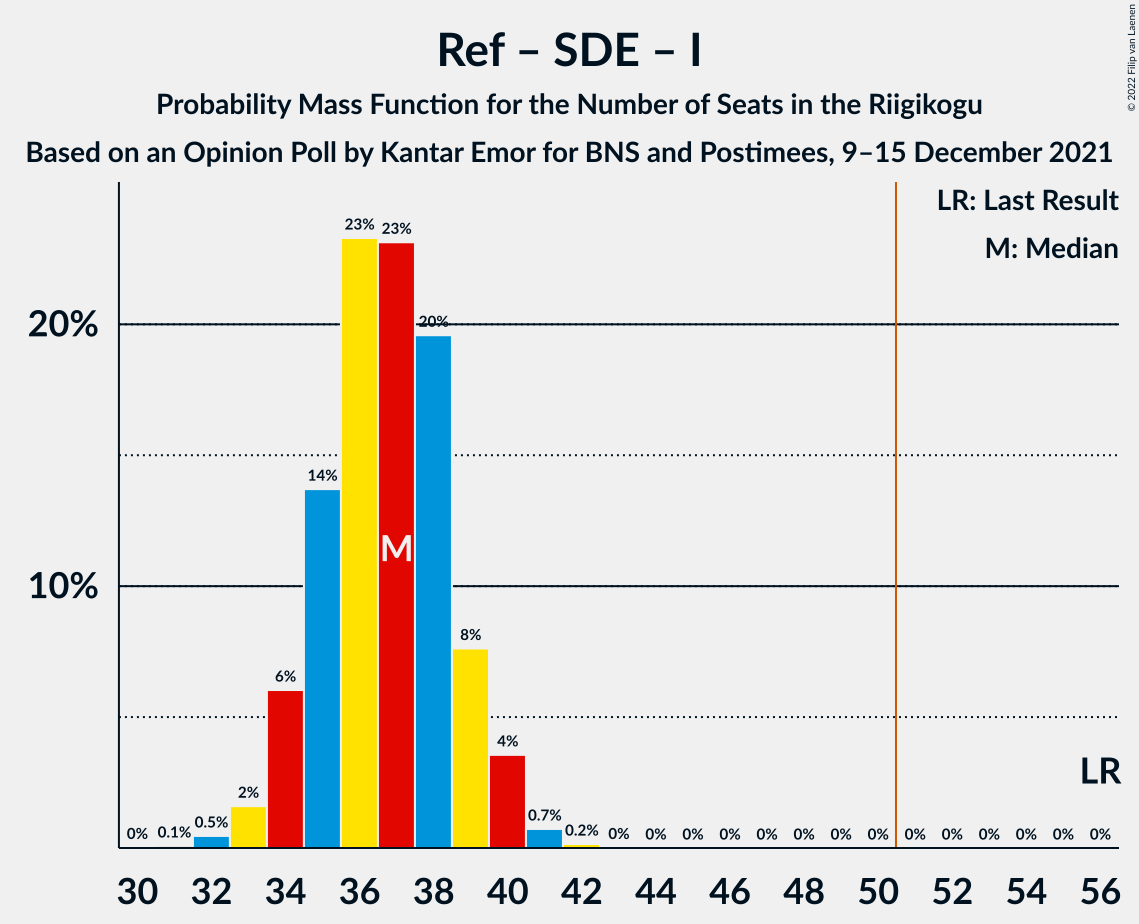 Ref – SDE – I
Probability Mass Function for the Number of Seats in the Riigikogu
Based on an Opinion Poll by Kantar Emor for BNS and Postimees, 9–15 December 2021
© 2022 Filip van Laenen
LR: Last Result
M: Median
20%
10%
0% 0.1% 0.5% 2% 6% 14% 23% 23% 20% 8% 4% 0.7% 0.2% 0% 0% 0% 0% 0% 0% 0% 0% 0% 0% 0% 0% 0% 0%
M
LR
30 32 34 36 38 40 42 44 46 48 50 52 54 56